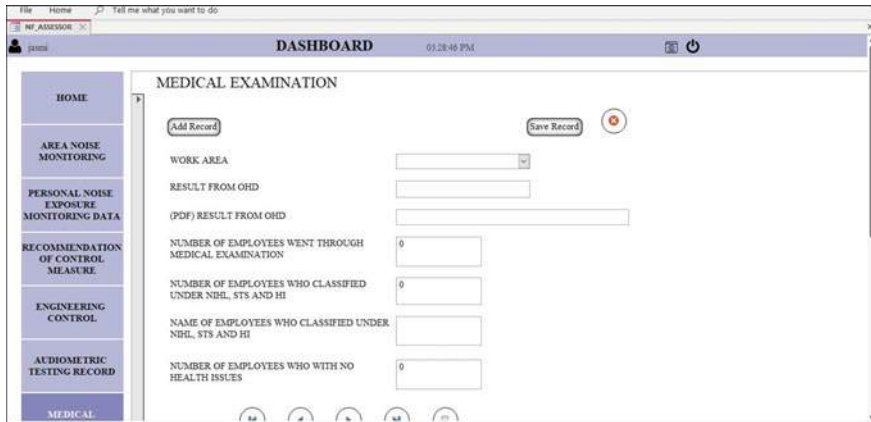 File Home Tell me what you want to do
NF_ASSESSOR
jasmi DASHBOARD 03:28:46 PM
HOME
AREA NOISE
MONITORING
PERSONAL NOISE
EXPOSURE
MONITORING DATA
RECOMMENDATION
OF CONTROL
MEASURE
ENGINEERING
CONTROL
AUDIOMETRIC
TESTING RECORD
MEDICAL
MEDICAL EXAMINATION
Add Record Save Record
WORK AREA
RESULT FROM OHD
(PDF) RESULT FROM OHD
NUMBER OF EMPLOYEES WENT THROUGH 0
MEDICAL EXAMINATION
NUMBER OF EMPLOYEES WHO CLASSIFIED 0
UNDER NIHL, STS AND HI
NAME OF EMPLOYEES WHO CLASSIFIED UNDER
NIHL, STS AND HI
NUMBER OF EMPLOYEES WHO WITH NO 0
HEALTH ISSUES